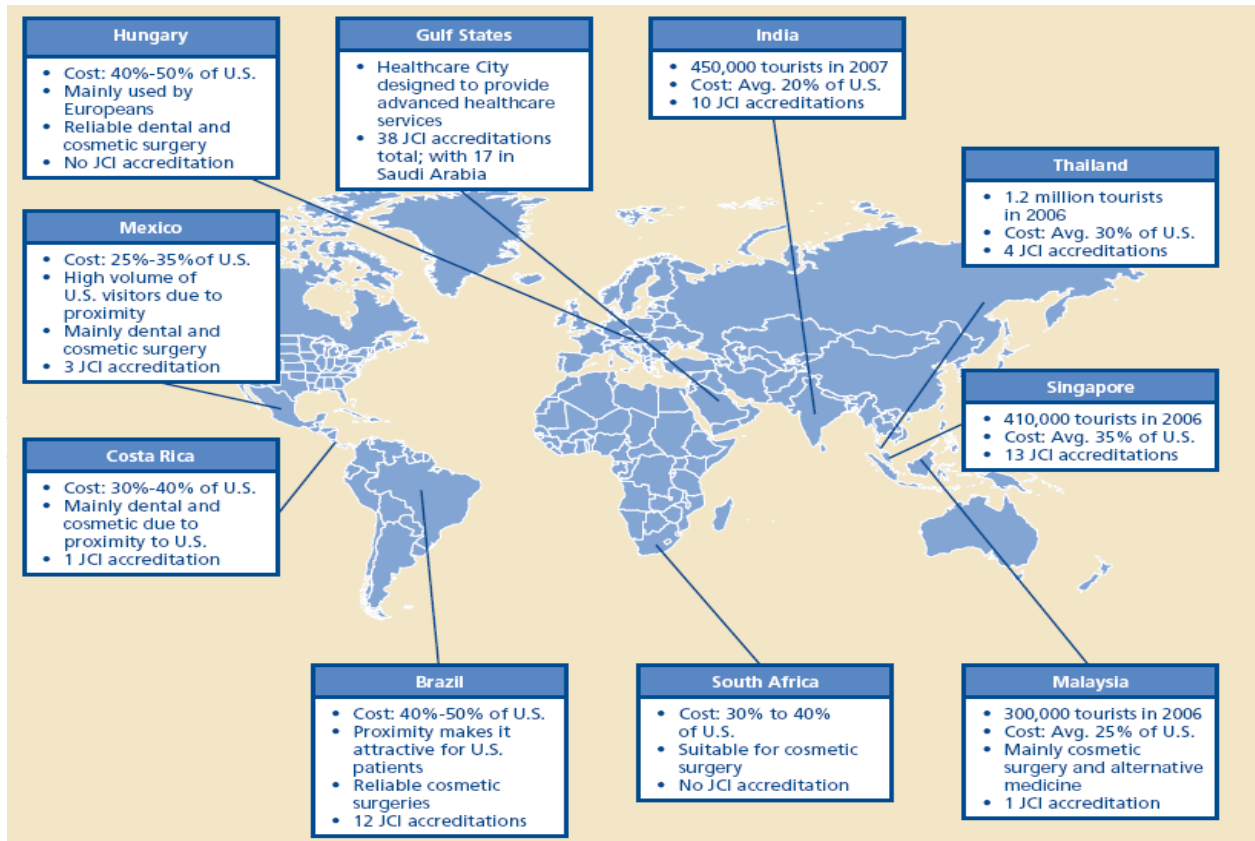 Hungary
• Cost: 40%-50% of U.S.
• Mainly used by
Europeans
• Reliable dental and
cosmetic surgery
• No JCI accreditation
Gulf States
• Healthcare City
designed to provide
advanced healthcare
services
• 38 JCI accreditations
total; with 17 in
Saudi Arabia
India
• 450,000 tourists in 2007
• Cost: Avg. 20% of U.S.
• 10 JCI accreditations
Thailand
• 1.2 million tourists
in 2006
• Cost: Avg. 30% of U.S.
• 4 JCI accreditations
Mexico
• Cost: 25%-35%of U.S.
• High volume of
U.S. visitors due to
proximity
• Mainly dental and
cosmetic surgery
• 3 JCI accreditation
Singapore
• 410,000 tourists in 2006
• Cost: Avg. 35% of U.S.
• 13 JCI accreditations
Costa Rica
• Cost: 30%-40% of U.S.
• Mainly dental and
cosmetic due to
proximity to U.S.
• 1 JCI accreditation
Brazil
• Cost: 40%-50% of U.S.
• Proximity makes it
attractive for U.S.
patients
• Reliable cosmetic
surgeries
• 12 JCI accreditations
South Africa
• Cost: 30% to 40%
of U.S.
• Suitable for cosmetic
surgery
• No JCI accreditation
Malaysia
• 300,000 tourists in 2006
• Cost: Avg. 25% of U.S.
• Mainly cosmetic
surgery and alternative
medicine
• 1 JCI accreditation